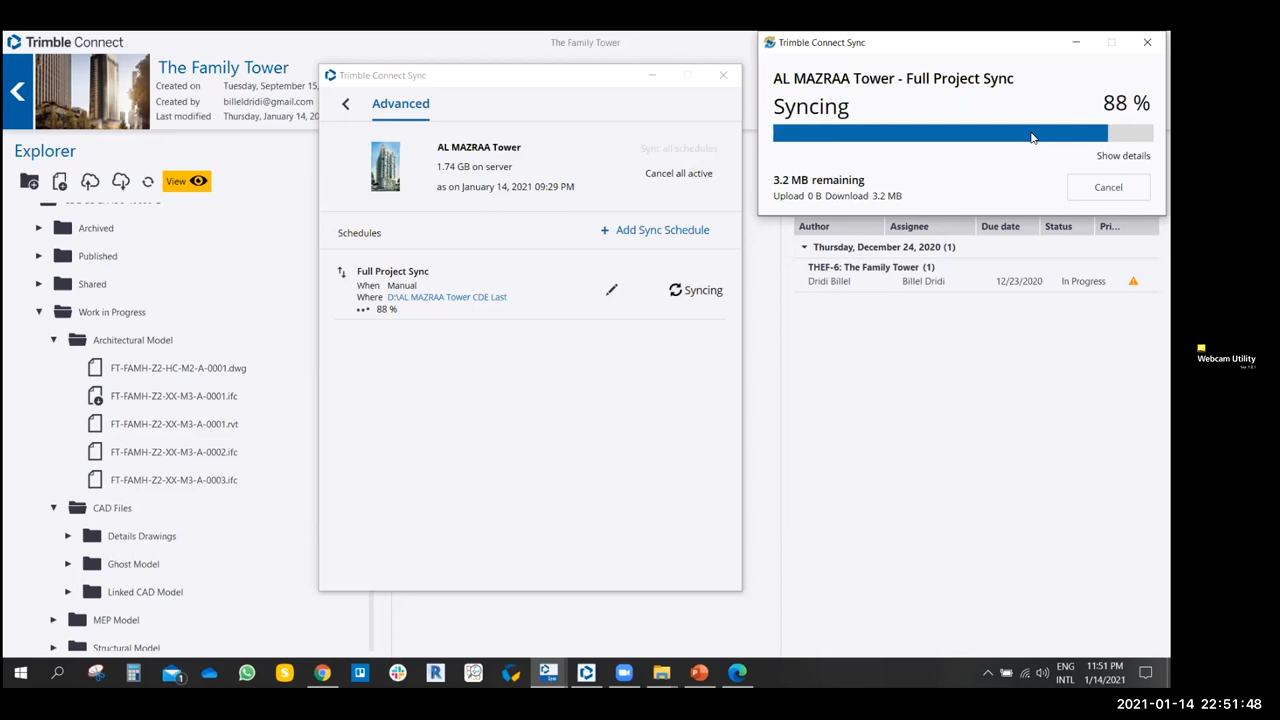 Trimble Connect
The Family Tower
The Family Tower
Created on Tuesday, September 15,
Created by billeldridi@gmail.com
Last modified Thursday, January 14, 20
Explorer
View
Archived
Published
Shared
Work in Progress
Architectural Model
FT-FAMH-Z2-HC-M2-A-0001.dwg
FT-FAMH-Z2-XX-M3-A-0001.ifc
FT-FAMH-Z2-XX-M3-A-0001.rvt
FT-FAMH-Z2-XX-M3-A-0002.ifc
FT-FAMH-Z2-XX-M3-A-0003.ifc
CAD Files
Details Drawings
Ghost Model
Linked CAD Model
MEP Model
Structural Model
Trimble Connect Sync
Advanced
AL MAZRAA Tower
1.74 GB on server
as on January 14, 2021 09:29 PM
Sync all schedules
Cancel all active
Schedules
+ Add Sync Schedule
Full Project Sync
When Manual
Where D:\AL MAZRAA Tower CDE Last
88 %
Syncing
Trimble Connect Sync
AL MAZRAA Tower - Full Project Sync
Syncing 88 %
Show details
3.2 MB remaining
Upload 0 B Download 3.2 MB
Cancel
Author Assignee Due date Status Pri...
Thursday, December 24, 2020 (1)
THEF-6: The Family Tower (1)
Dridi Billel Billel Dridi 12/23/2020 In Progress
Webcam Utility
ENG
INTL
11:51 PM
1/14/2021
2021-01-14 22:51:48